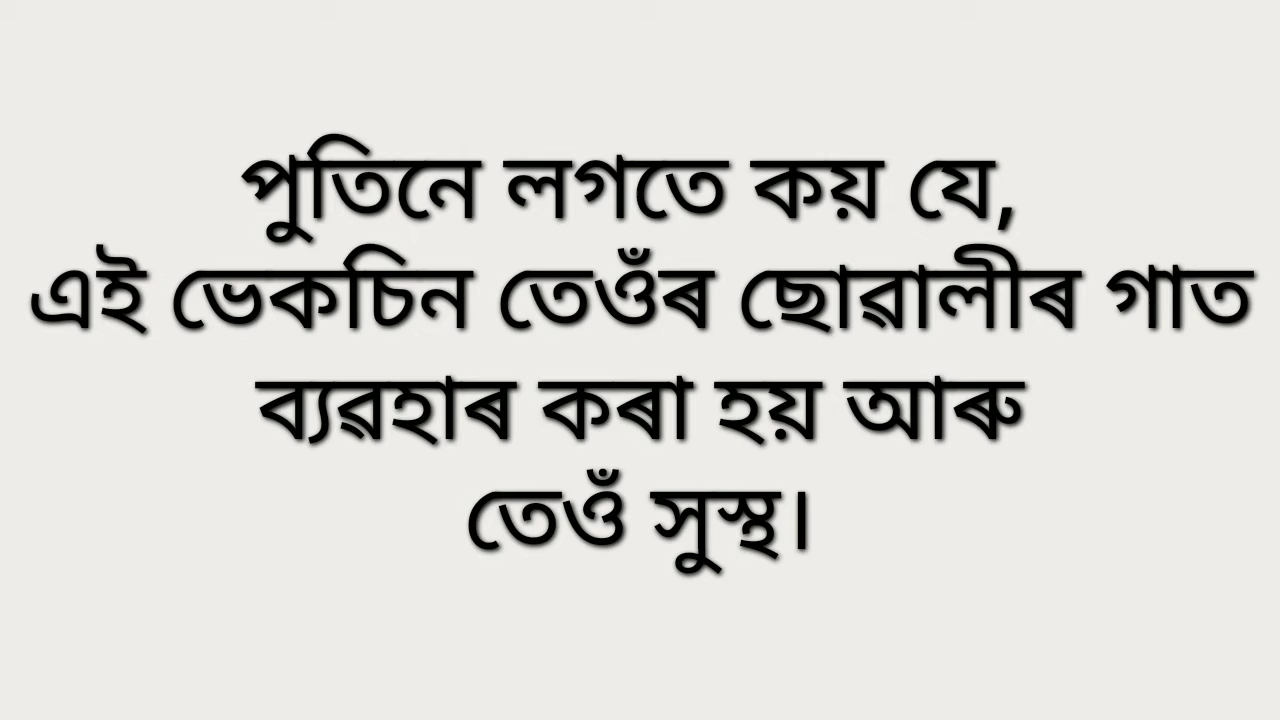 পুতিনে লগতে কয় যে,
এই ভেকচিন তেওঁৰ ছোৱালীৰ গাত
ব্যৱহাৰ কৰা হয় আৰু
তেওঁ সুস্থ।